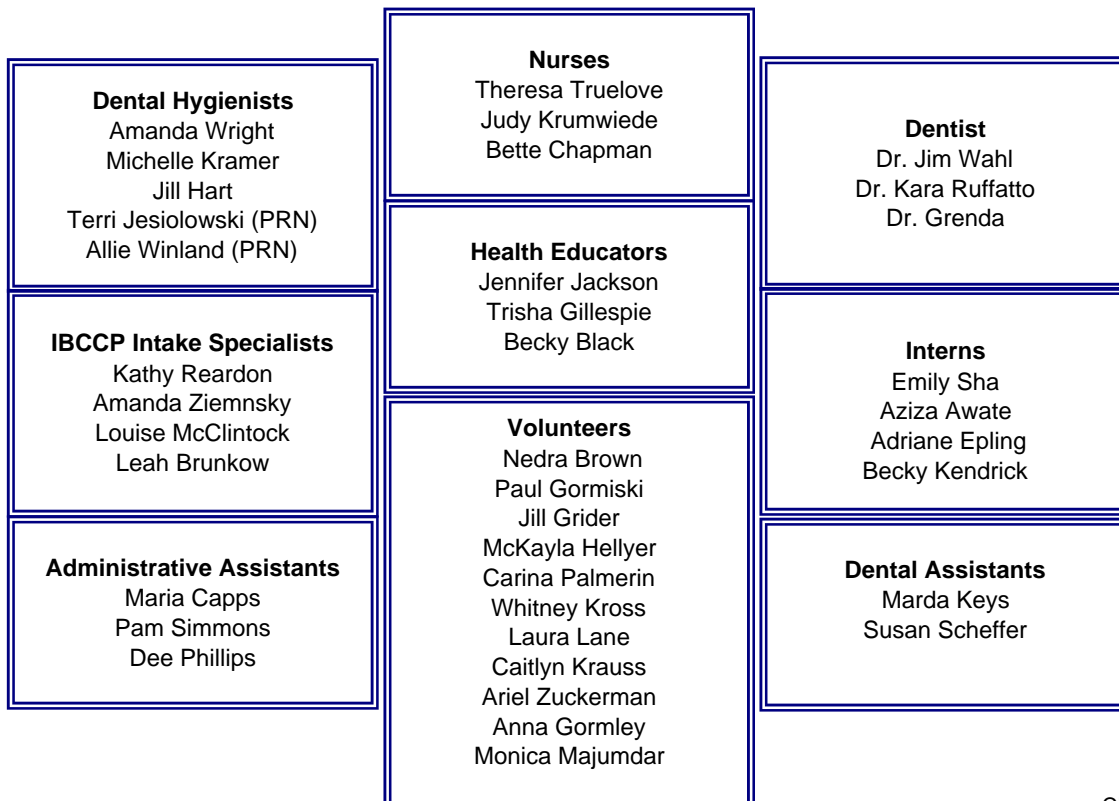 Dental Hygienists
Amanda Wright
Michelle Kramer
Jill Hart
Terri Jesiolowski (PRN)
Allie Winland (PRN)
IBCCP Intake Specialists
Kathy Reardon
Amanda Ziemnsky
Louise McClintock
Leah Brunkow
Administrative Assistants
Maria Capps
Pam Simmons
Dee Phillips
Nurses
Theresa Truelove
Judy Krumwiede
Bette Chapman
Health Educators
Jennifer Jackson
Trisha Gillespie
Becky Black
Volunteers
Nedra Brown
Paul Gormiski
Jill Grider
McKayla Hellyer
Carina Palmerin
Whitney Kross
Laura Lane
Caitlyn Krauss
Ariel Zuckerman
Anna Gormley
Monica Majumdar
Dentist
Dr. Jim Wahl
Dr. Kara Ruffatto
Dr. Grenda
Interns
Emily Sha
Aziza Awate
Adriane Epling
Becky Kendrick
Dental Assistants
Marda Keys
Susan Scheffer